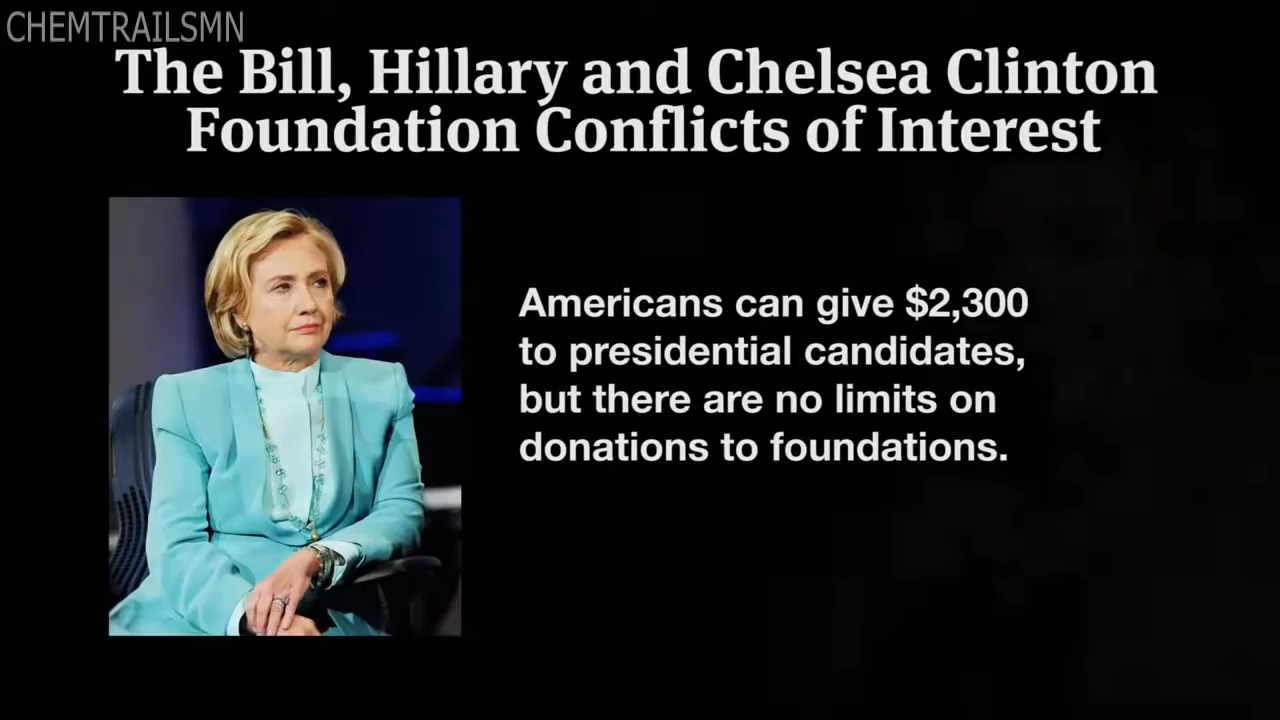 CHEMTRAILSMN
The Bill, Hillary and Chelsea Clinton
Foundation Conflicts of Interest
Americans can give $2,300
to presidential candidates,
but there are no limits on
donations to foundations.